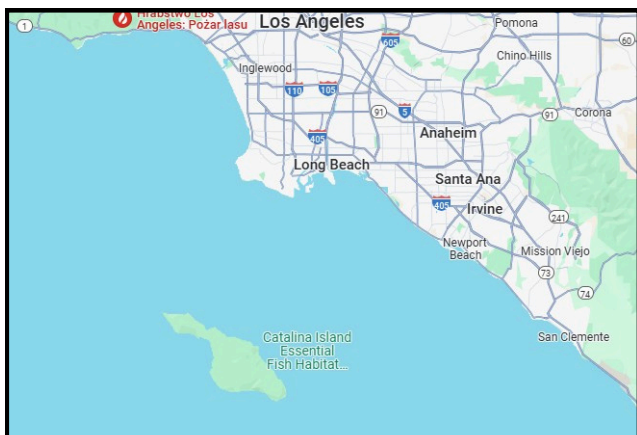 1
Hrabstwo Los
Angeles: Pożar lasu
Los Angeles
Pomona
605
60
Chino Hills
Inglewood
110
105
91
5
Corona
91
405
Anaheim
Long Beach
Santa Ana
405
Irvine
241
Newport
Beach
Mission Viejo
73
74
San Clemente
Catalina Island
Essential
Fish Habitat...